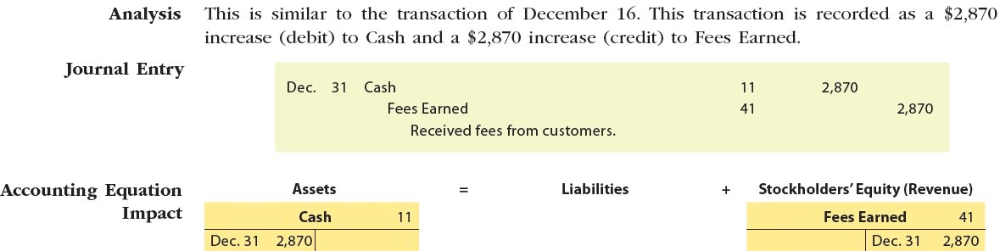 Analysis This is similar to the transaction of December 16. This transaction is recorded as a $2,870
increase (debit) to Cash and a $2,870 increase (credit) to Fees Earned.
Journal Entry
Dec. 31 Cash 11 2,870
Fees Earned 41 2,870
Received fees from customers.
Accounting Equation Impact
Assets = Liabilities + Stockholders' Equity (Revenue)
Cash 11 Fees Earned 41
Dec. 31 2,870 Dec. 31 2,870